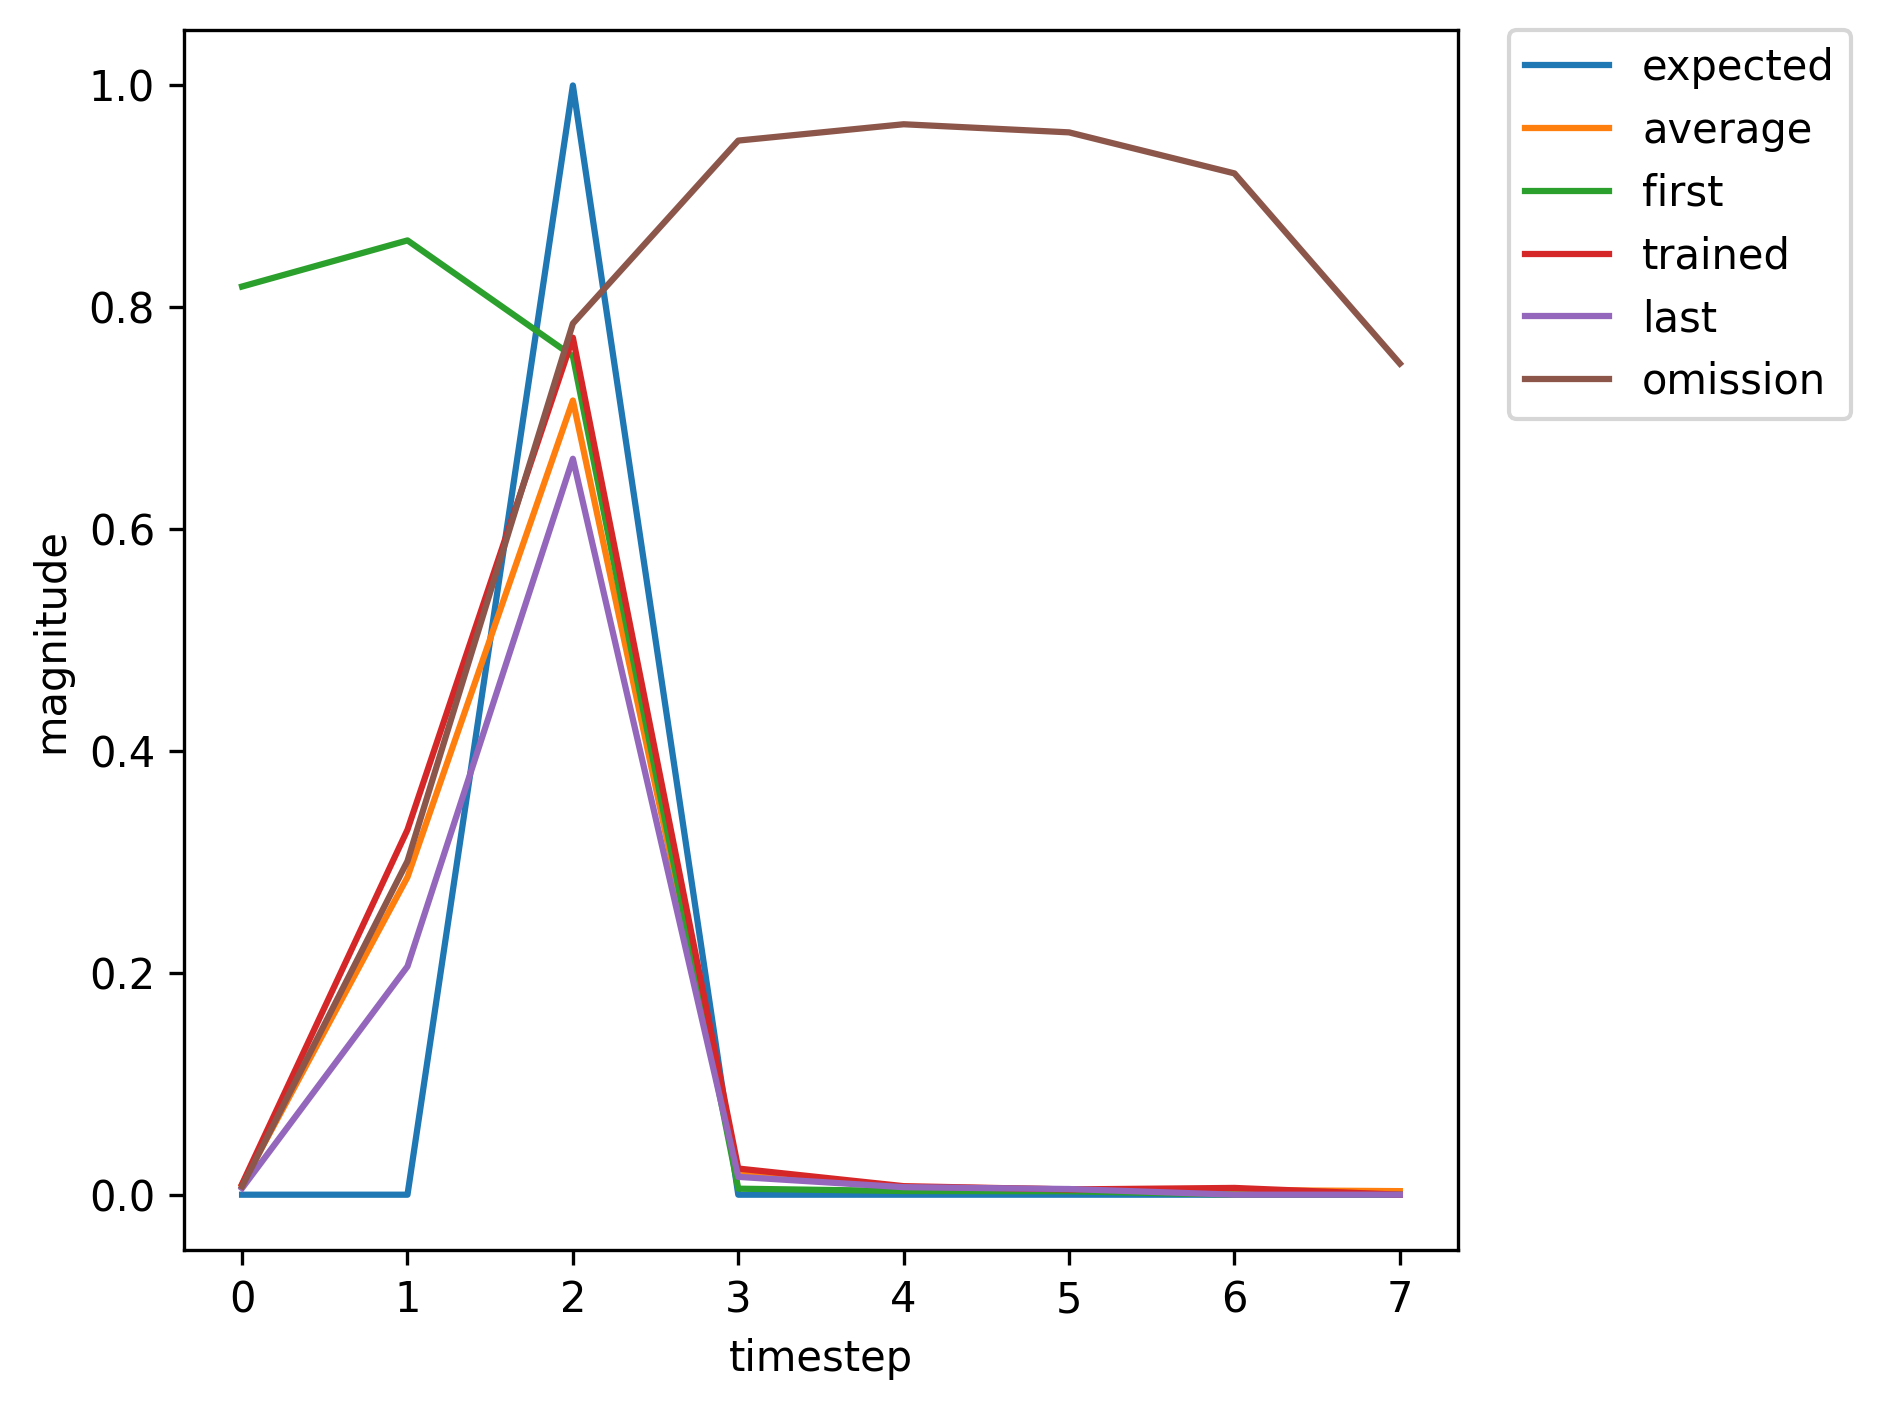 1.0
0.8
0.6
0.4
0.2
0.0
magnitude
0 1 2 3 4 5 6 7
timestep
expected
average
first
trained
last
omission